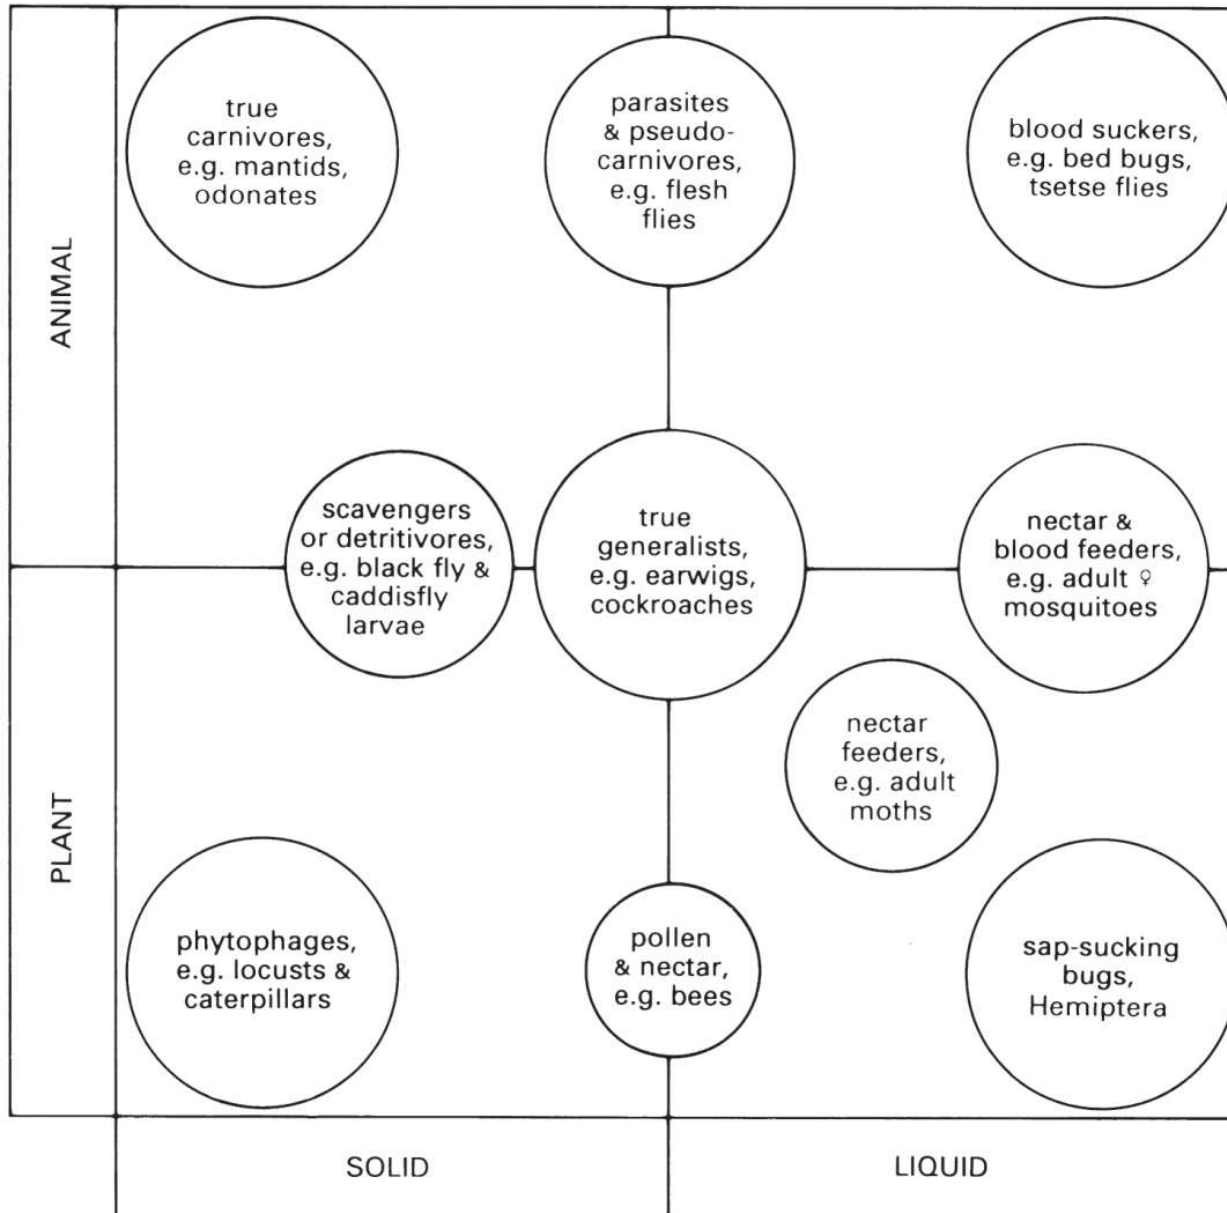 true
carnivores,
e.g. mantids,
odonates
parasites
& pseudo-
carnivores,
e.g. flesh
flies
blood suckers,
e.g. bed bugs,
tsetse flies
ANIMAL
scavengers
or detritivores,
e.g. black fly &
caddisfly
larvae
true
generalists,
e.g. earwigs,
cockroaches
nectar &
blood feeders,
e.g. adult ♀
mosquitoes
nectar
feeders,
e.g. adult
moths
PLANT
phytophages,
e.g. locusts &
caterpillars
pollen
& nectar,
e.g. bees
sap-sucking
bugs,
Hemiptera
SOLID
LIQUID